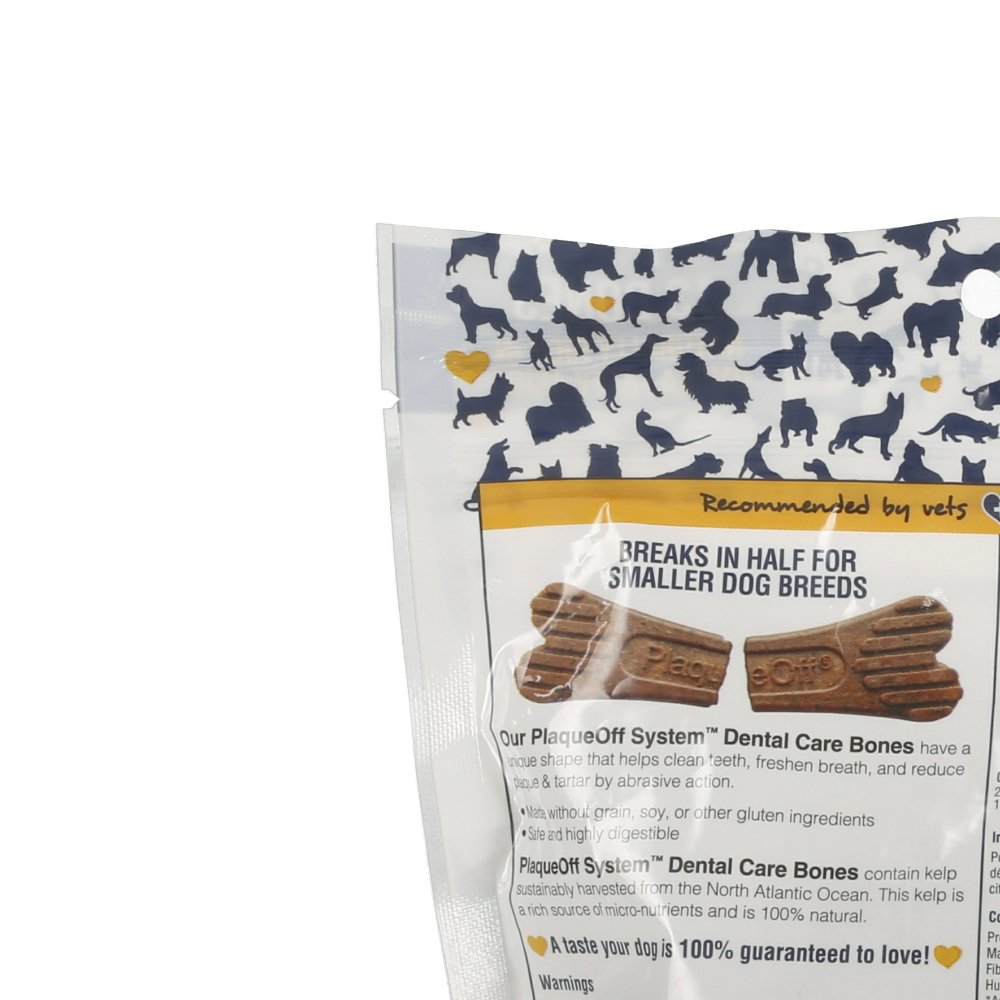 Recommended by vets
BREAKS IN HALF FOR
SMALLER DOG BREEDS
PlaqueOff®
Our PlaqueOff System™ Dental Care Bones have a
unique shape that helps clean teeth, freshen breath, and reduce
plaque & tartar by abrasive action.
• Made without grain, soy, or other gluten ingredients
• Safe and highly digestible
PlaqueOff System™ Dental Care Bones contain kelp
sustainably harvested from the North Atlantic Ocean. This kelp is
a rich source of micro-nutrients and is 100% natural.
A taste your dog is 100% guaranteed to love!
Warnings